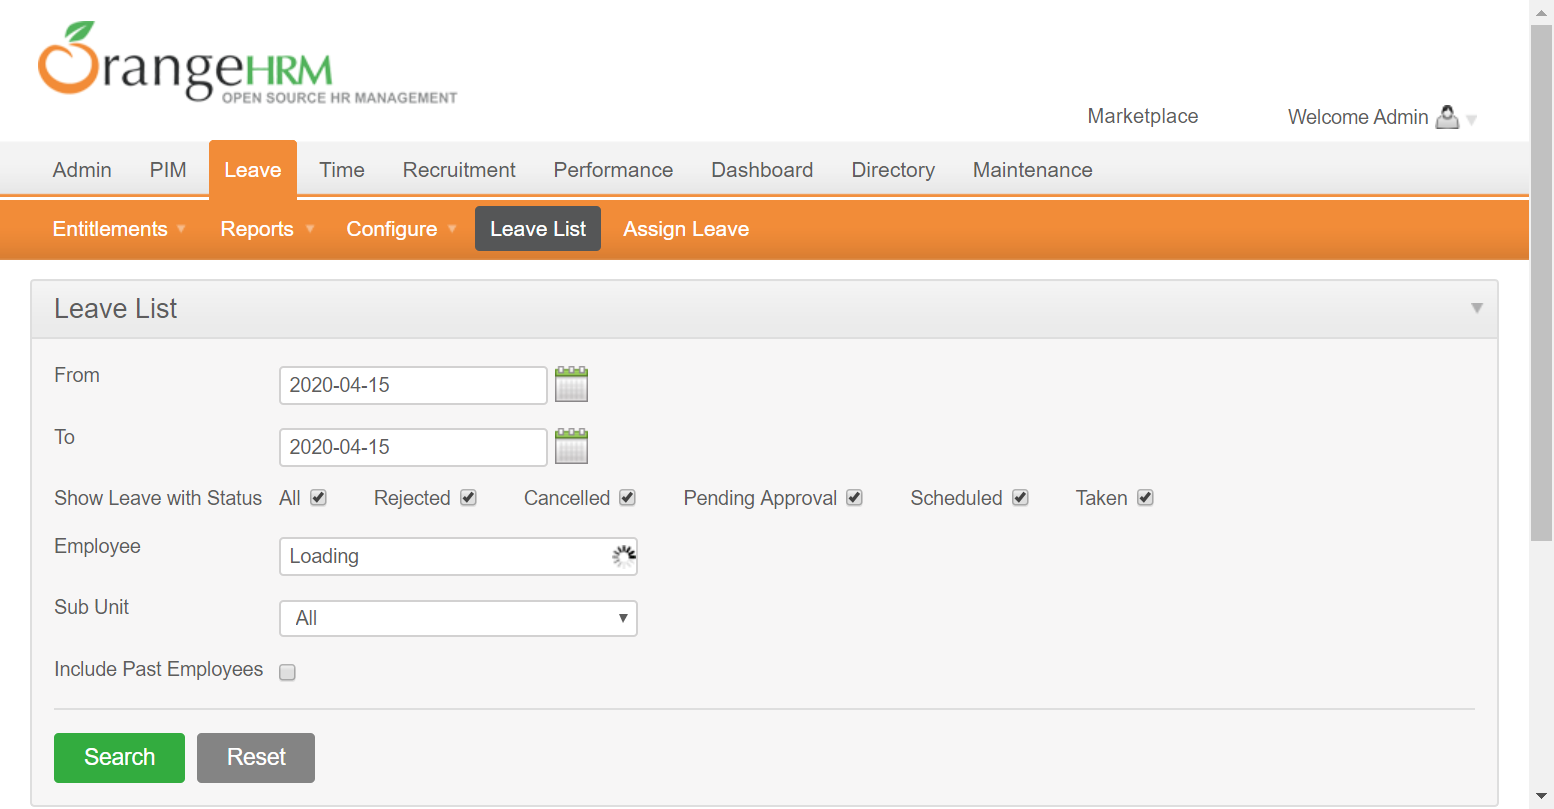 OrangeHRM
OPEN SOURCE HR MANAGEMENT
Marketplace Welcome Admin
Admin PIM Leave Time Recruitment Performance Dashboard Directory Maintenance
Entitlements Reports Configure Leave List Assign Leave
Leave List
From 2020-04-15
To 2020-04-15
Show Leave with Status All Rejected Cancelled Pending Approval Scheduled Taken
Employee Loading
Sub Unit All
Include Past Employees
Search Reset